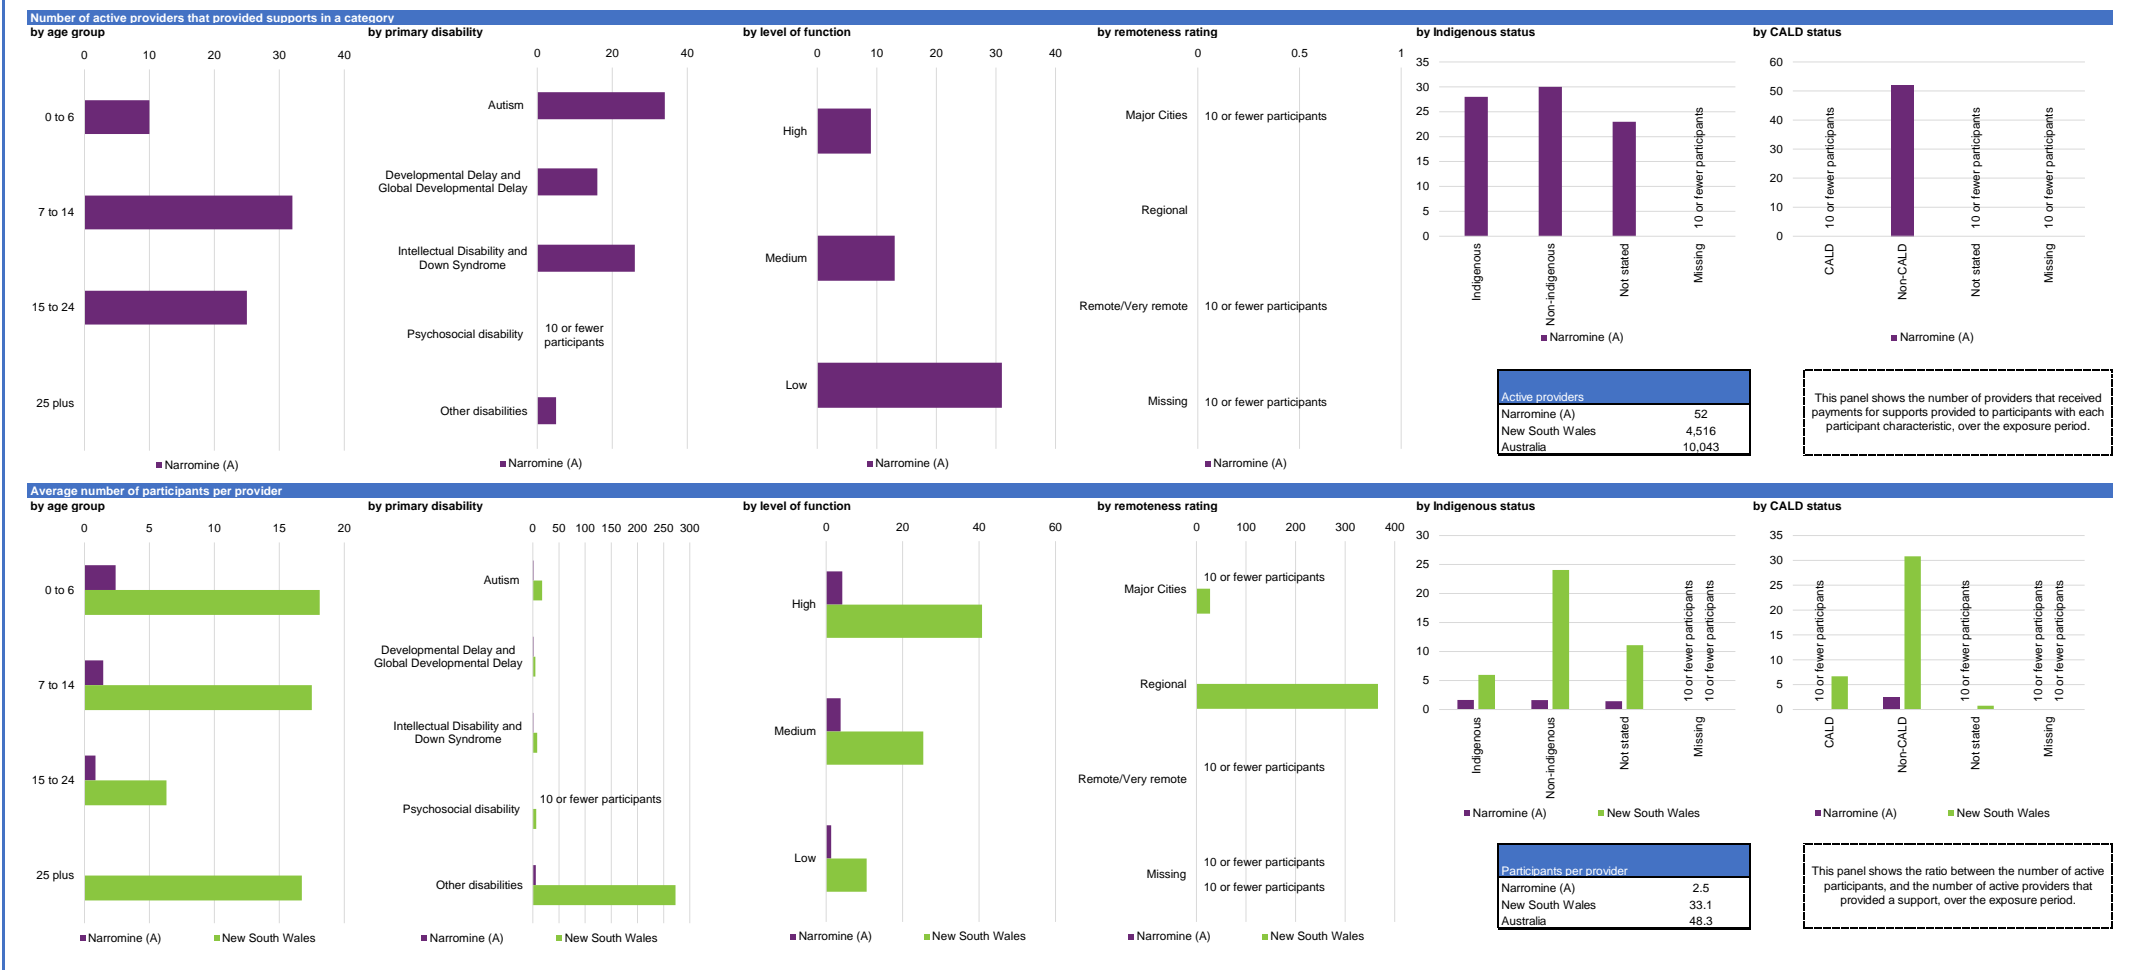 Number of active providers that provided supports in a category
by age group
0 10 20 30 40
0 to 6
7 to 14
15 to 24
25 plus
Narromine (A)
by primary disability
0 20 40
Autism
Developmental Delay and
Global Developmental Delay
Intellectual Disability and
Down Syndrome
Psychosocial disability
10 or fewer
participants
Other disabilities
Narromine (A)
by level of function
0 10 20 30 40
High
Medium
Low
Narromine (A)
by remoteness rating
0 0.5 1
Major Cities 10 or fewer participants
Regional
Remote/Very remote 10 or fewer participants
Missing 10 or fewer participants
Narromine (A)
by Indigenous status
35
30
25
20
15
10
5
0
10 or fewer participants
Indigenous
Non-indigenous
Not stated
Missing
Narromine (A)
by CALD status
60
50
40
30
20
10
0
10 or fewer participants
10 or fewer participants
10 or fewer participants
CALD
Non-CALD
Not stated
Missing
Narromine (A)
Active providers
Narromine (A) 52
New South Wales 4,516
Australia 10,043
This panel shows the number of providers that received
payments for supports provided to participants with each
participant characteristic, over the exposure period.
Average number of participants per provider
by age group
0 5 10 15 20
0 to 6
7 to 14
15 to 24
25 plus
Narromine (A) New South Wales
by primary disability
0 50 100 150 200 250 300
Autism
Developmental Delay and
Global Developmental Delay
Intellectual Disability and
Down Syndrome
Psychosocial disability
10 or fewer participants
Other disabilities
Narromine (A) New South Wales
by level of function
0 20 40 60
High
Medium
Low
Narromine (A) New South Wales
by remoteness rating
0 100 200 300 400
Major Cities
10 or fewer participants
Regional
Remote/Very remote
10 or fewer participants
Missing
10 or fewer participants
10 or fewer participants
Narromine (A) New South Wales
by Indigenous status
30
25
20
15
10
5
0
10 or fewer participants
10 or fewer participants
Indigenous
Non-indigenous
Not stated
Missing
Narromine (A) New South Wales
by CALD status
35
30
25
20
15
10
5
0
10 or fewer participants
10 or fewer participants
10 or fewer participants
10 or fewer participants
CALD
Non-CALD
Not stated
Missing
Narromine (A) New South Wales
Participants per provider
Narromine (A) 2.5
New South Wales 33.1
Australia 48.3
This panel shows the ratio between the number of active
participants, and the number of active providers that
provided a support, over the exposure period.